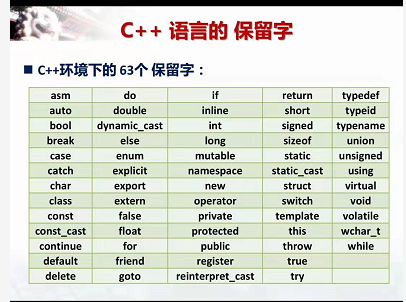 C++ 语言的 保留字
■ C++环境下的 63个 保留字：
asm do if return typedef
auto double inline short typeid
bool dynamic_cast int signed typename
break else long sizeof union
case enum mutable static unsigned
catch explicit namespace static_cast using
char export new struct virtual
class extern operator switch void
const false private template volatile
const_cast float protected this wchar_t
continue for public throw while
default friend register true
delete goto reinterpret_cast try